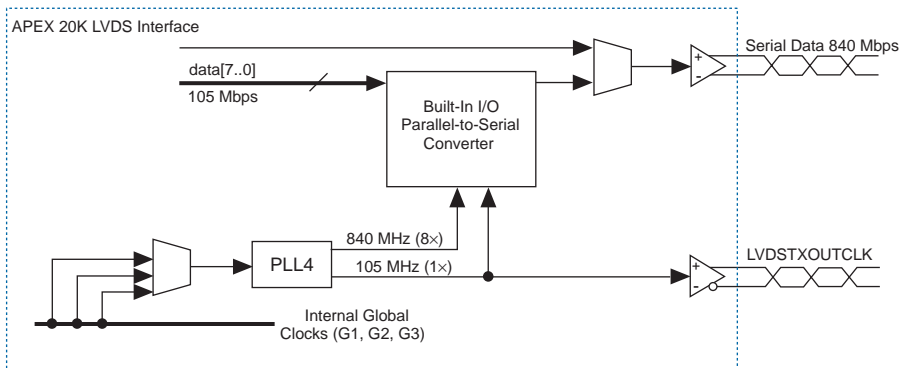 APEX 20K LVDS Interface
Serial Data 840 Mbps
data[7..0]
105 Mbps
Built-In I/O
Parallel-to-Serial
Converter
+
-
840 MHz (8×)
105 MHz (1×)
PLL4
LVDSTXOUTCLK
+
-
Internal Global
Clocks (G1, G2, G3)